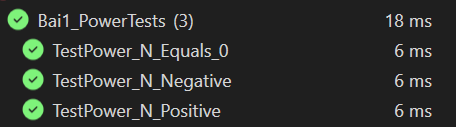 Bai1_PowerTests (3) 18 ms
TestPower_N_Equals_0 6 ms
TestPower_N_Negative 6 ms
TestPower_N_Positive 6 ms